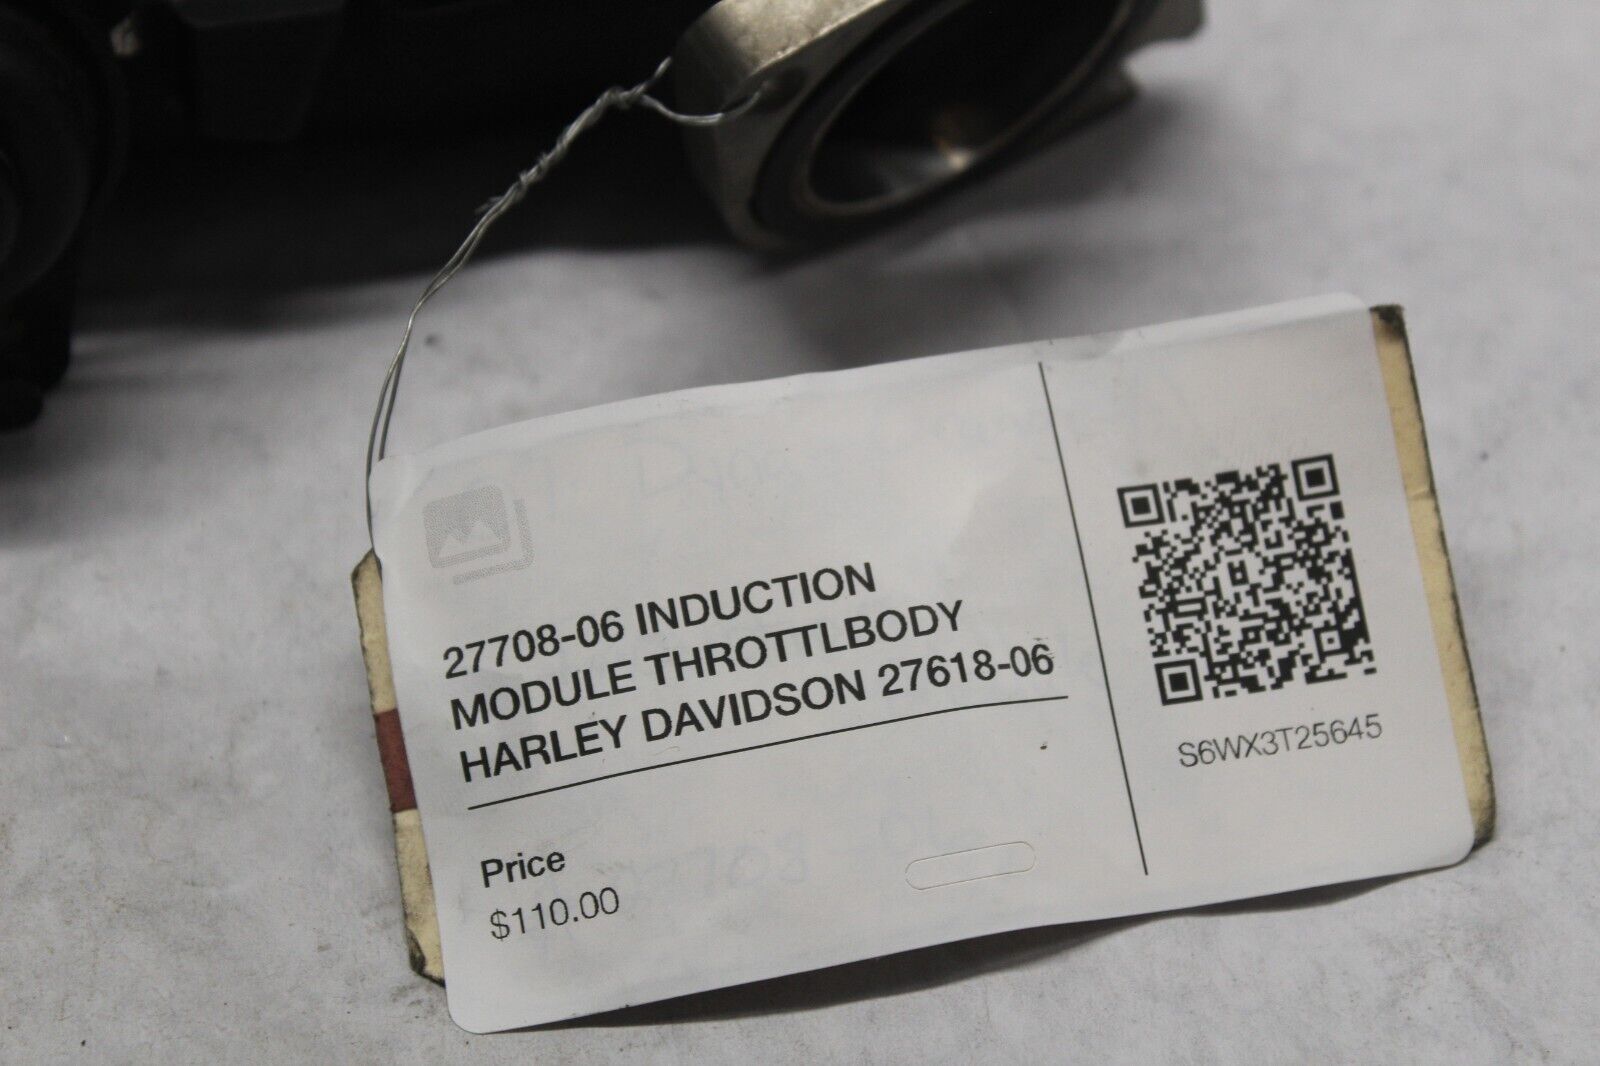 27708-06 INDUCTION
MODULE THROTTLBODY
HARLEY DAVIDSON 27618-06
Price
$110.00
S6WX3T25645